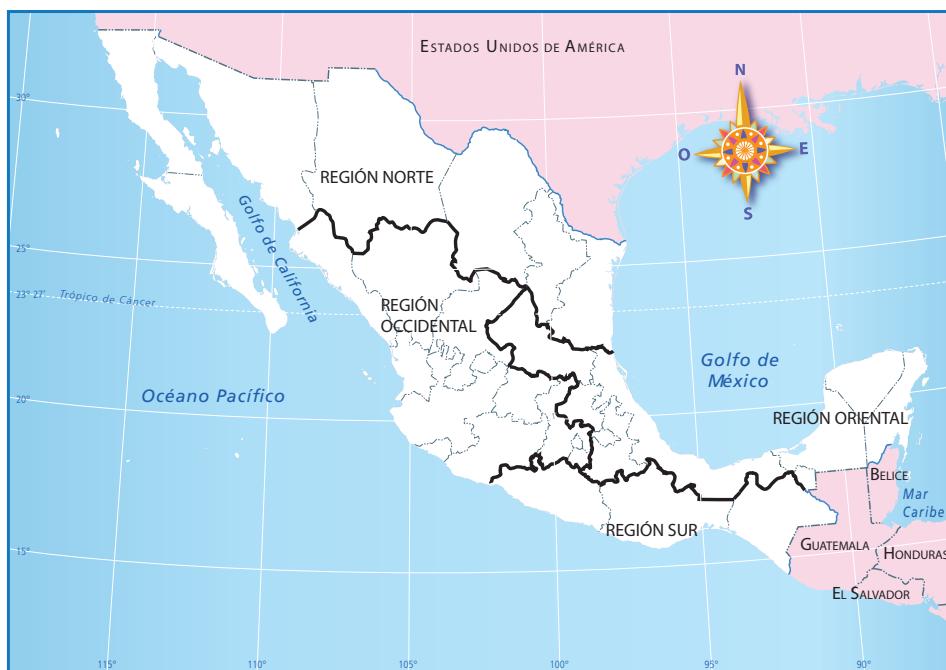 ESTADOS UNIDOS DE AMÉRICA
N
O
E
S
30°
REGIÓN NORTE
Golfo de California
25°
23° 27'
Trópico de Cáncer
REGIÓN
OCCIDENTAL
Golfo de
México
Océano Pacífico
20°
REGIÓN ORIENTAL
BELICE
Mar
Caribe
REGIÓN SUR
GUATEMALA
HONDURAS
15°
EL SALVADOR
115°
110°
105°
100°
95°
90°